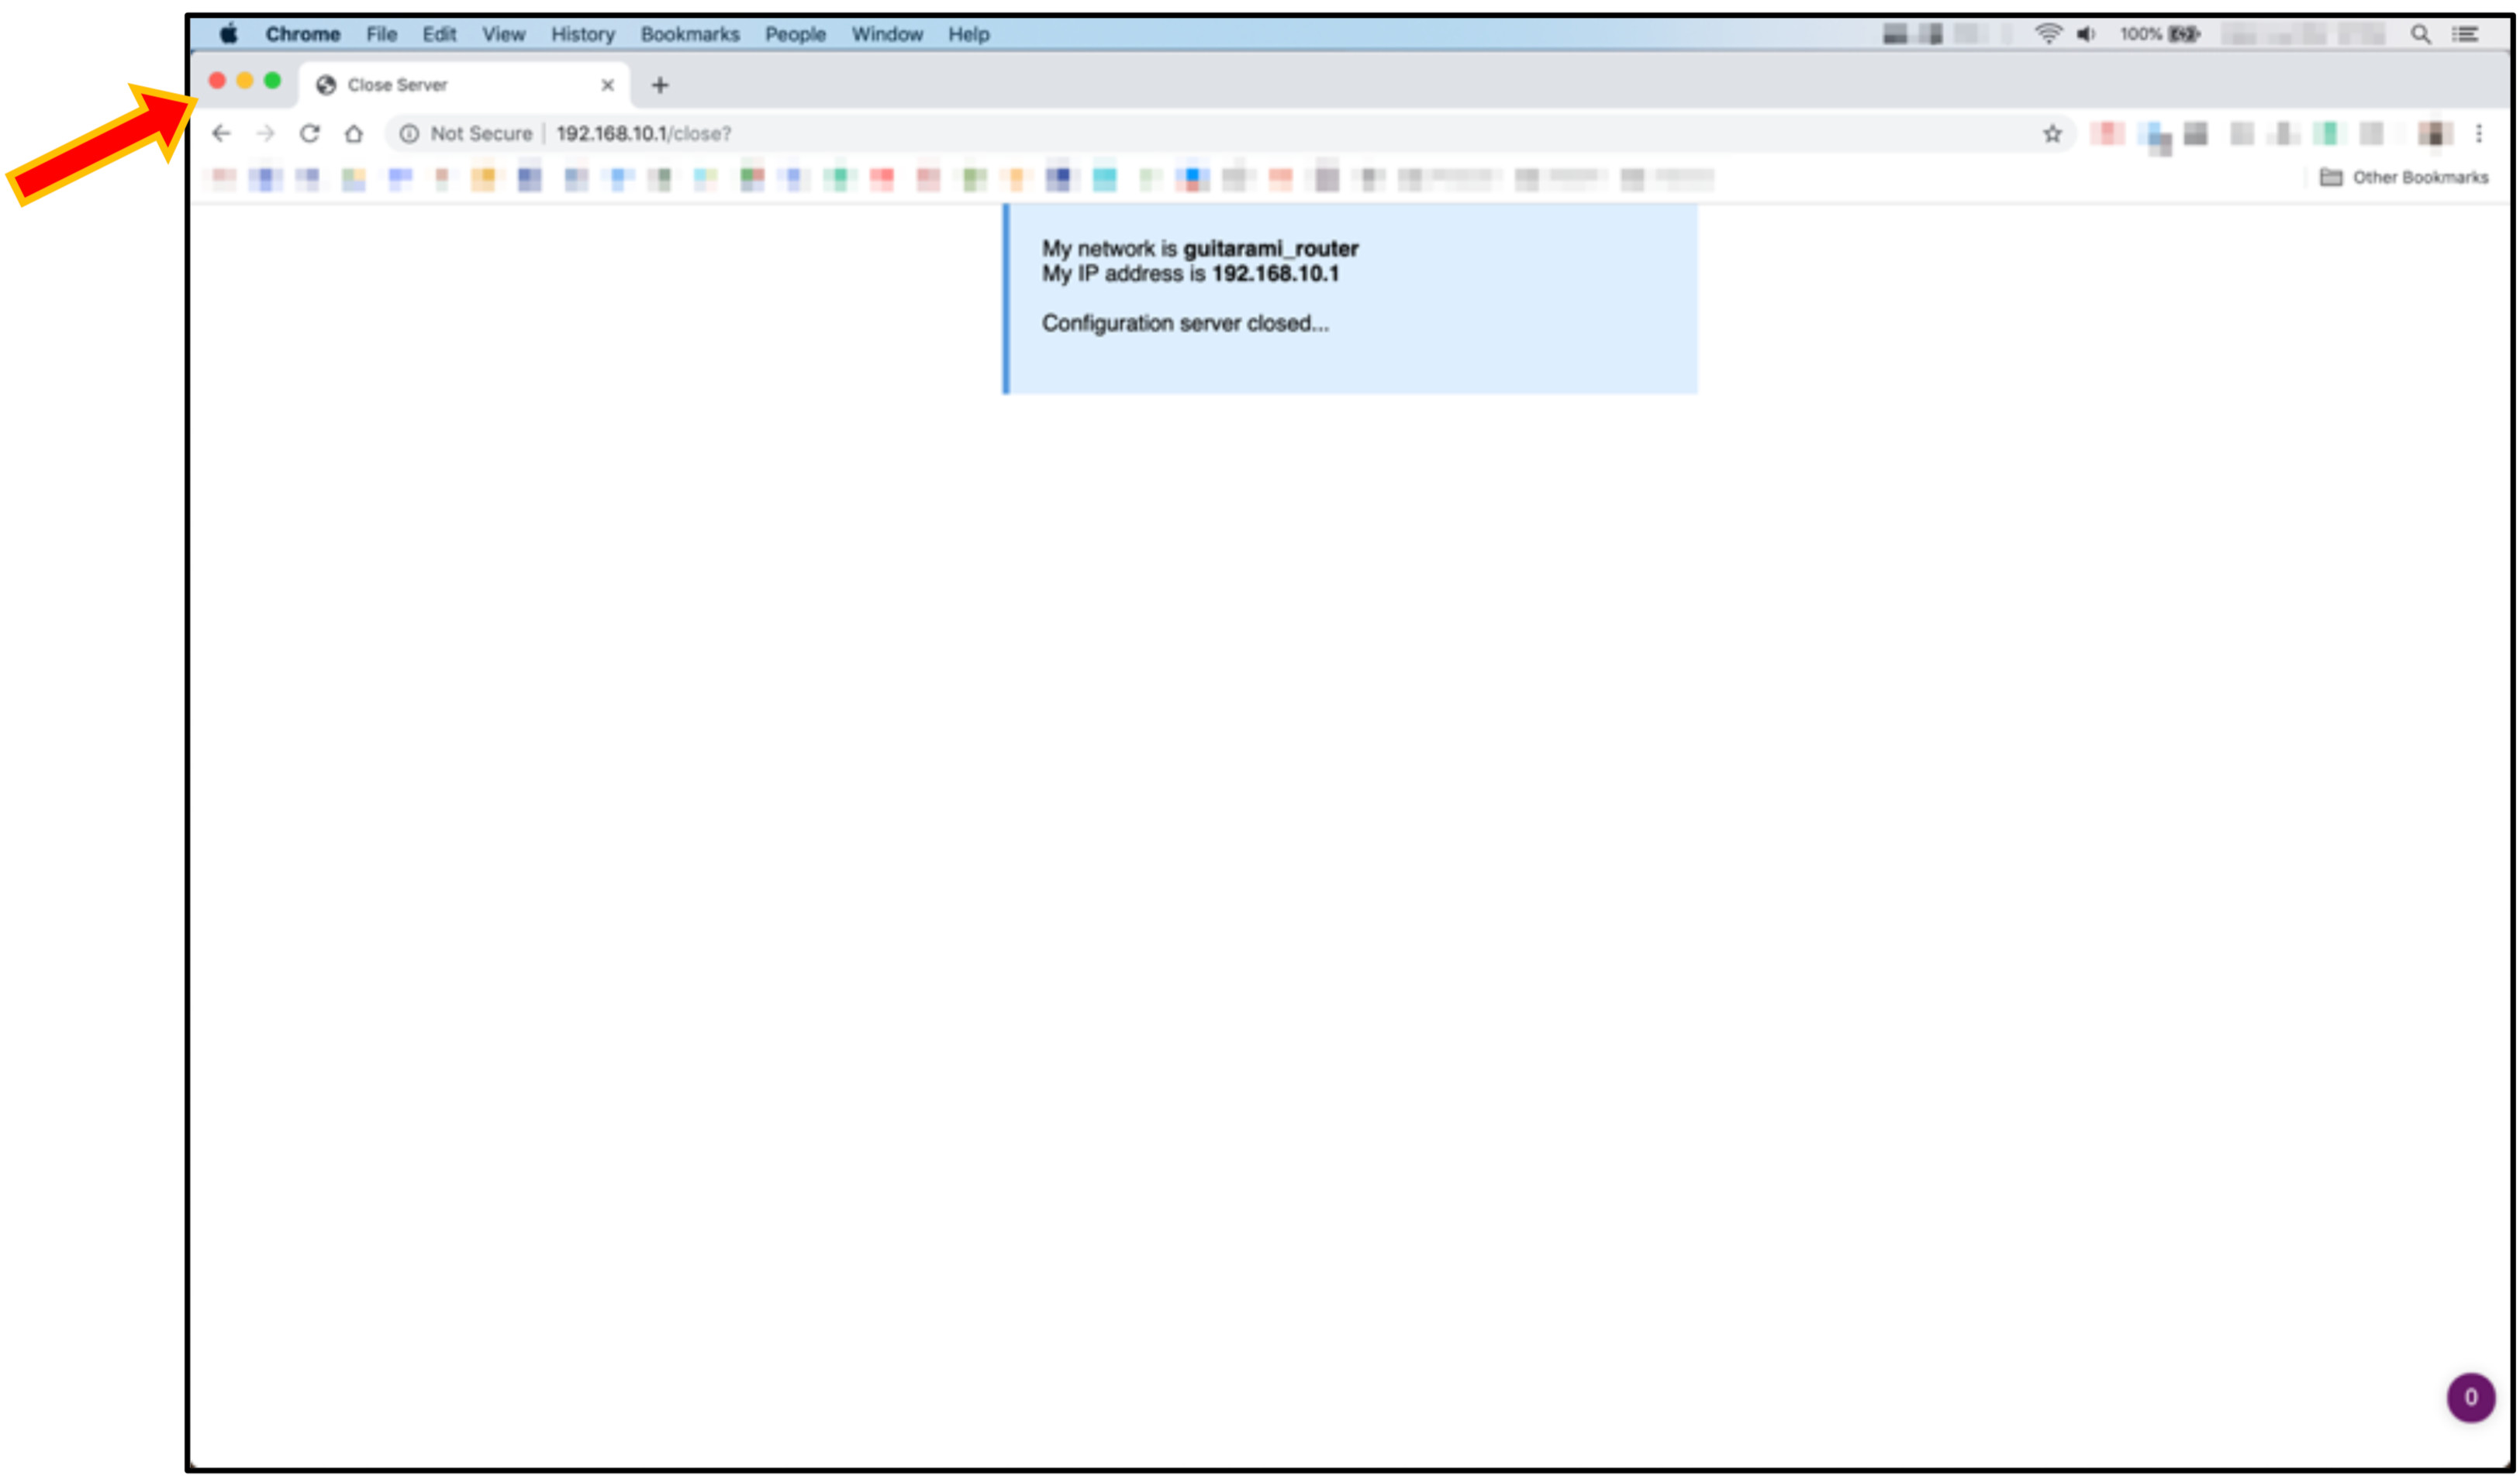 Chrome File Edit View History Bookmarks People Window Help 100%
Close Server
Not Secure 192.168.10.1/close?
Other Bookmarks
My network is guitarami_router
My IP address is 192.168.10.1
Configuration server closed...
0